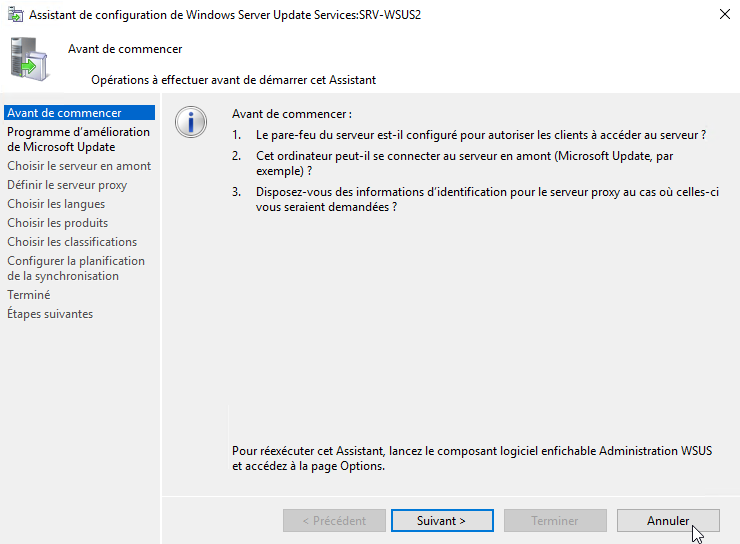 Assistant de configuration de Windows Server Update Services:SRV-WSUS2
Avant de commencer
Opérations à effectuer avant de démarrer cet Assistant
Avant de commencer
Programme d'amélioration
de Microsoft Update
Choisir le serveur en amont
Définir le serveur proxy
Choisir les langues
Choisir les produits
Choisir les classifications
Configurer la planification
de la synchronisation
Terminé
Étapes suivantes
Avant de commencer :
1. Le pare-feu du serveur est-il configuré pour autoriser les clients à accéder au serveur ?
2. Cet ordinateur peut-il se connecter au serveur en amont (Microsoft Update, par
exemple) ?
3. Disposez-vous des informations d'identification pour le serveur proxy au cas où celles-ci
vous seraient demandées ?
Pour réexécuter cet Assistant, lancez le composant logiciel enfichable Administration WSUS
et accédez à la page Options.
< Précédent
Suivant >
Terminer
Annuler